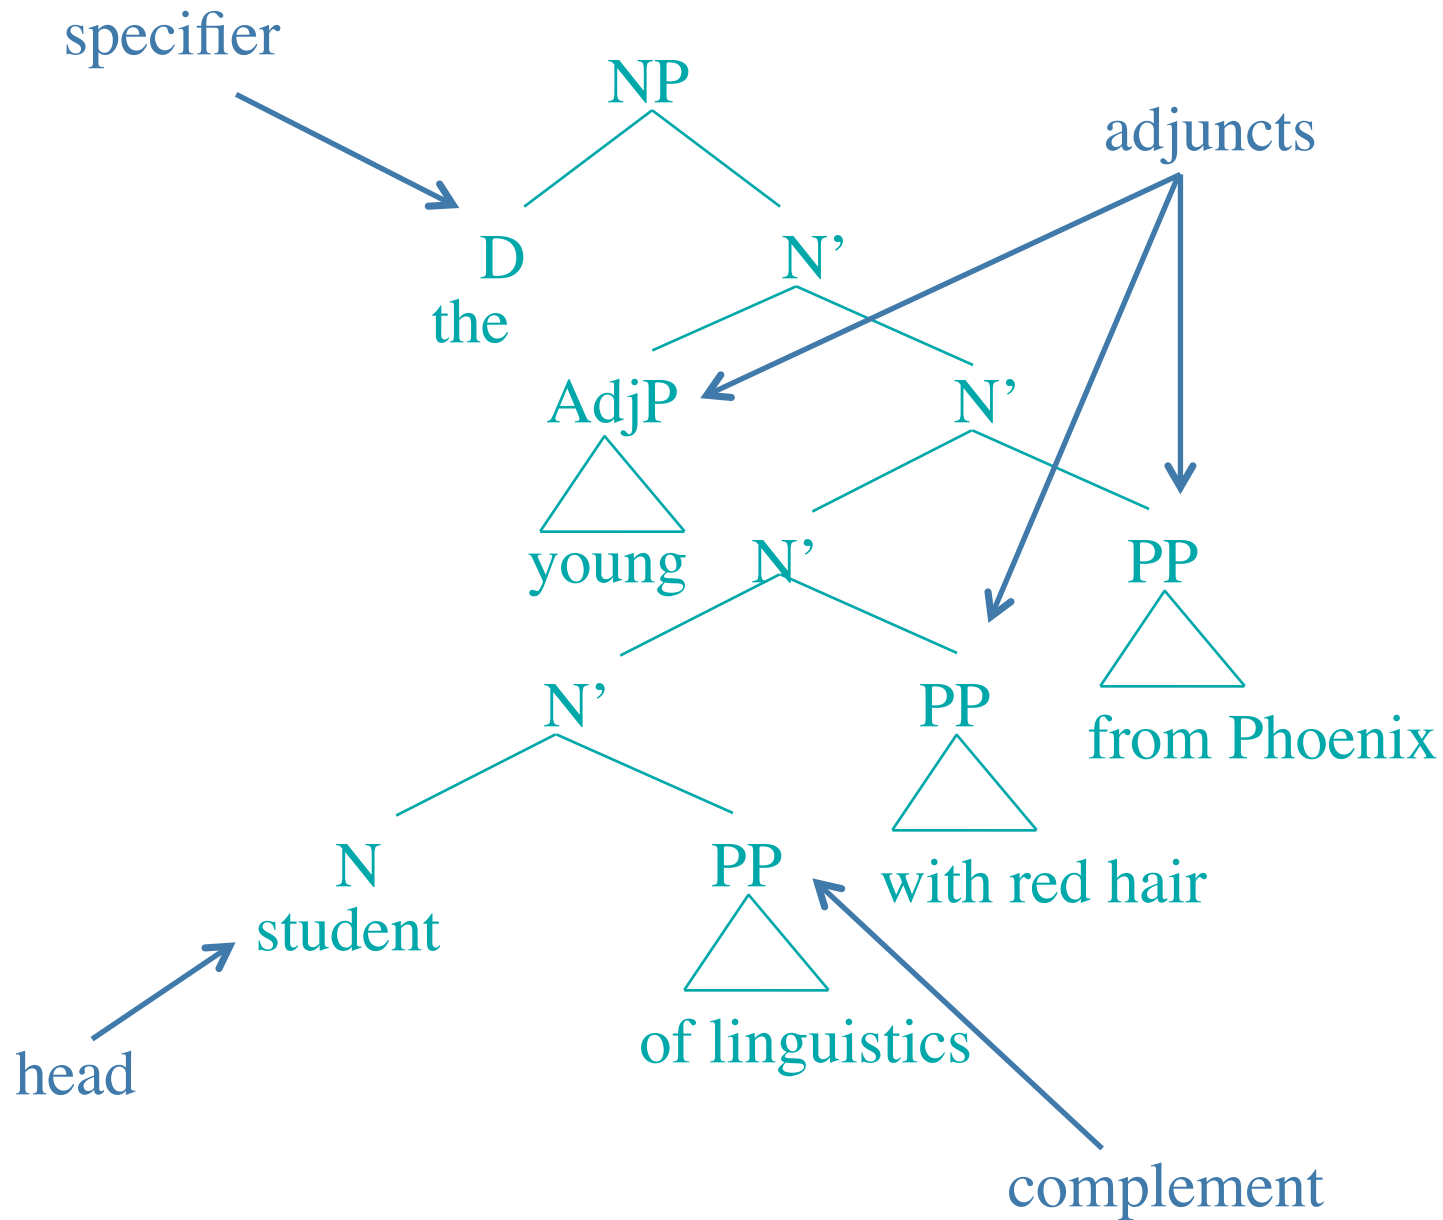 specifier
NP
adjuncts
D
N’
the
AdjP
N’
young
N’
PP
N’
PP
from Phoenix
N
PP
with red hair
student
of linguistics
head
complement